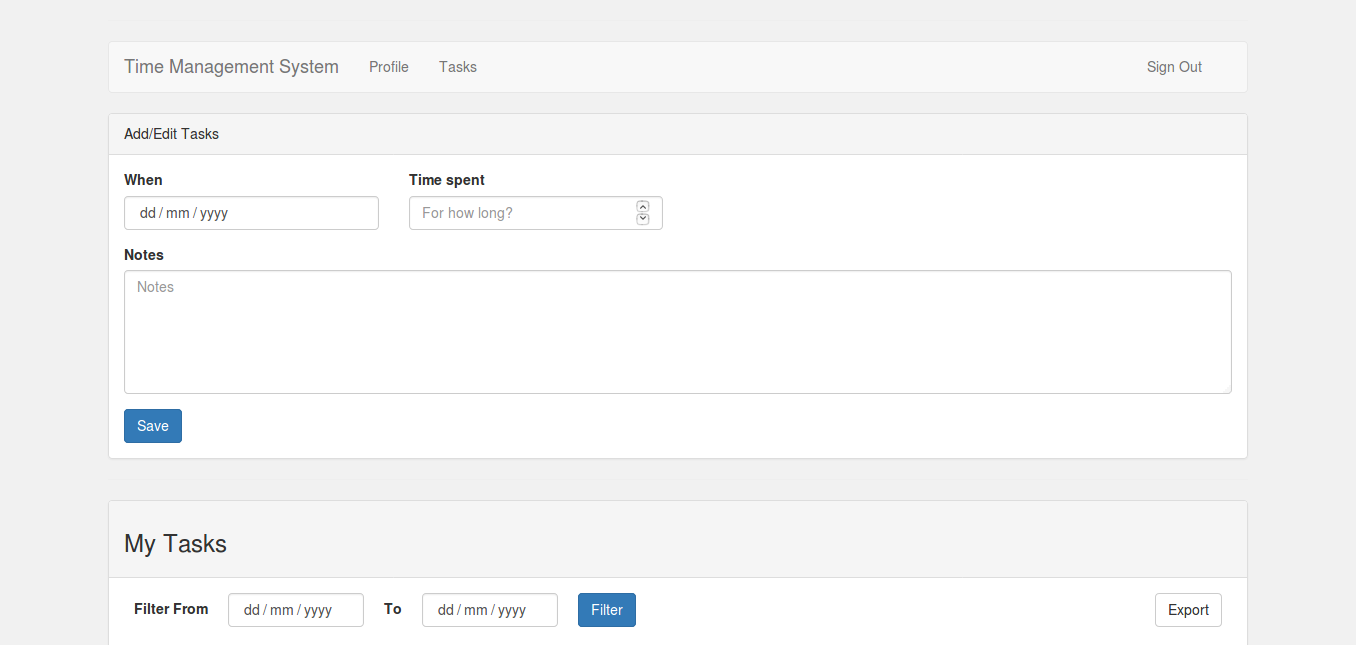 Time Management System Profile Tasks Sign Out
Add/Edit Tasks
When Time spent
dd / mm / yyyy For how long?
Notes
Notes
Save
My Tasks
Filter From dd / mm / yyyy To dd / mm / yyyy Filter Export